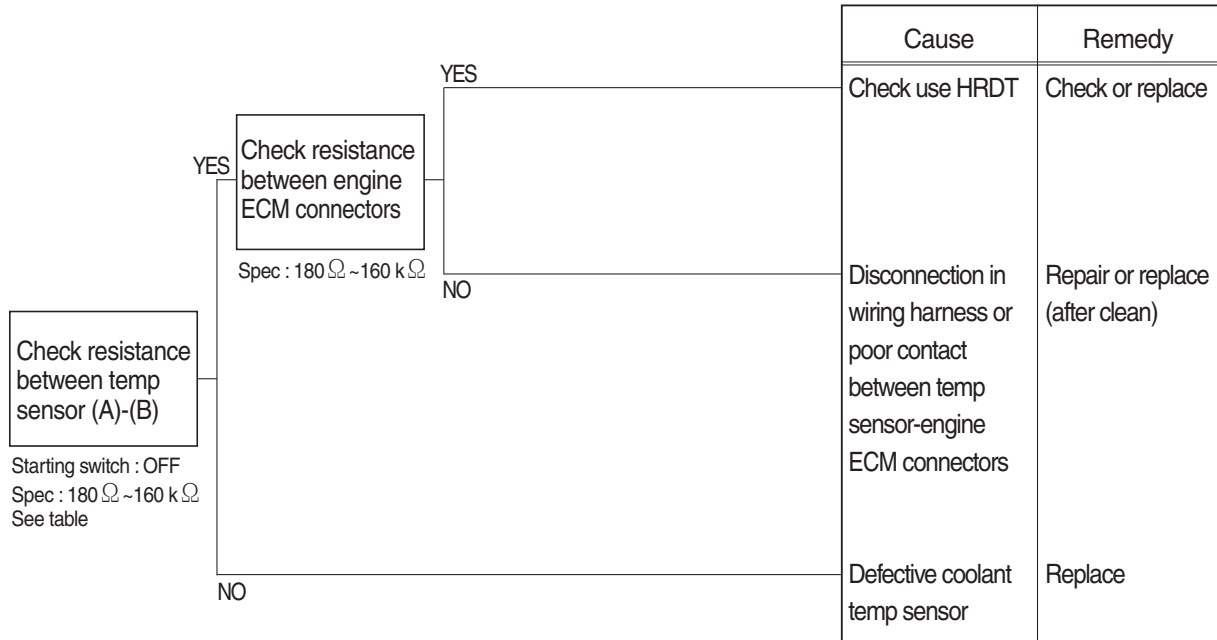 Cause
Remedy
YES
Check use HRDT
Check or replace
YES
Check resistance
between engine
ECM connectors
Spec : 180 Ω ~160 k Ω
NO
Disconnection in
wiring harness or
poor contact
between temp
sensor-engine
ECM connectors
Repair or replace
(after clean)
Check resistance
between temp
sensor (A)-(B)
Starting switch : OFF
Spec : 180 Ω ~160 k Ω
See table
NO
Defective coolant
temp sensor
Replace